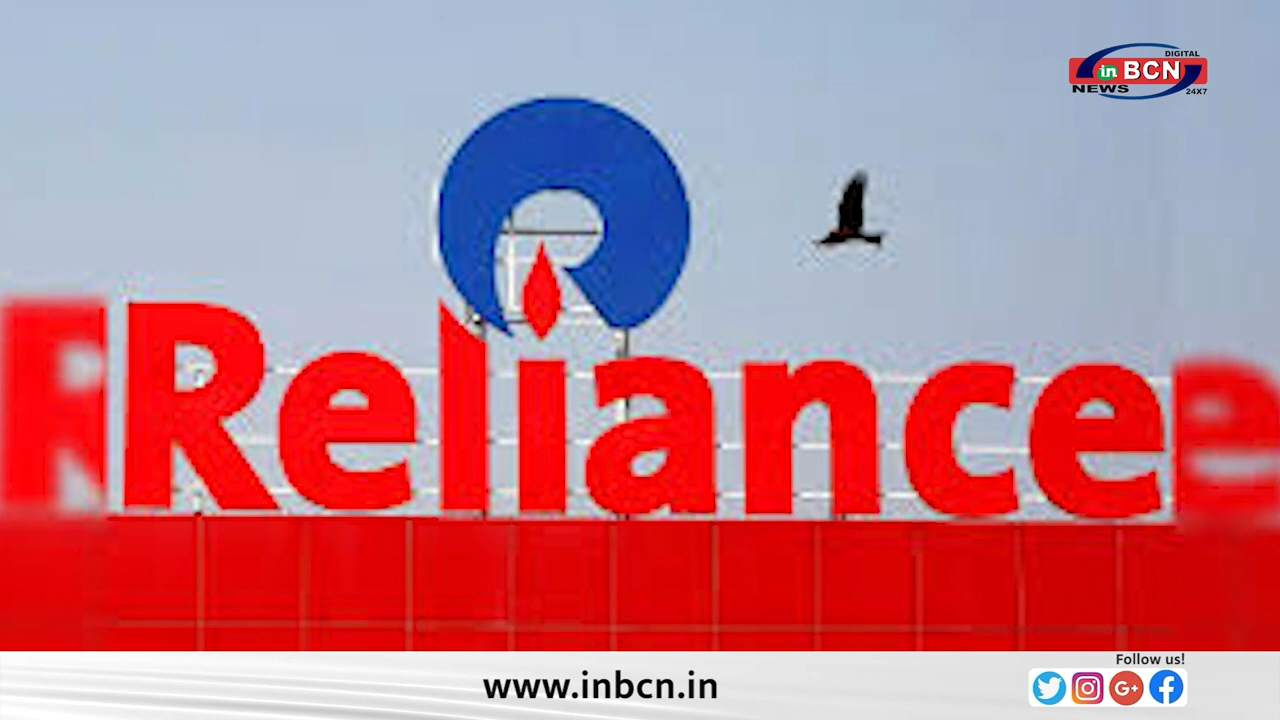 DIGITAL
in BCN
NEWS
24X7
Reliance
Follow us!
www.inbcn.in